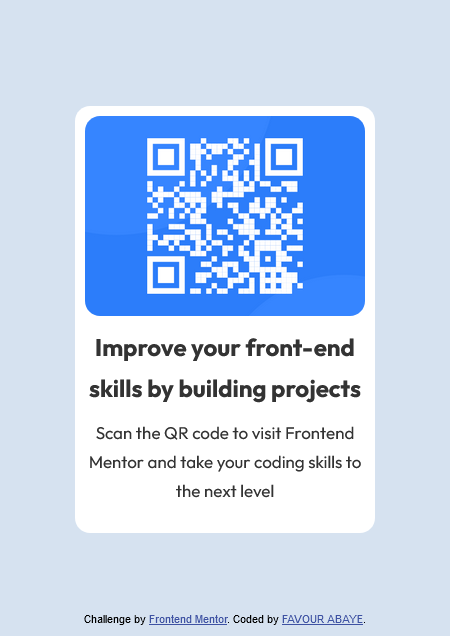 Improve your front-end
skills by building projects
Scan the QR code to visit Frontend
Mentor and take your coding skills to
the next level
Challenge by Frontend Mentor. Coded by FAVOUR ABAYE.